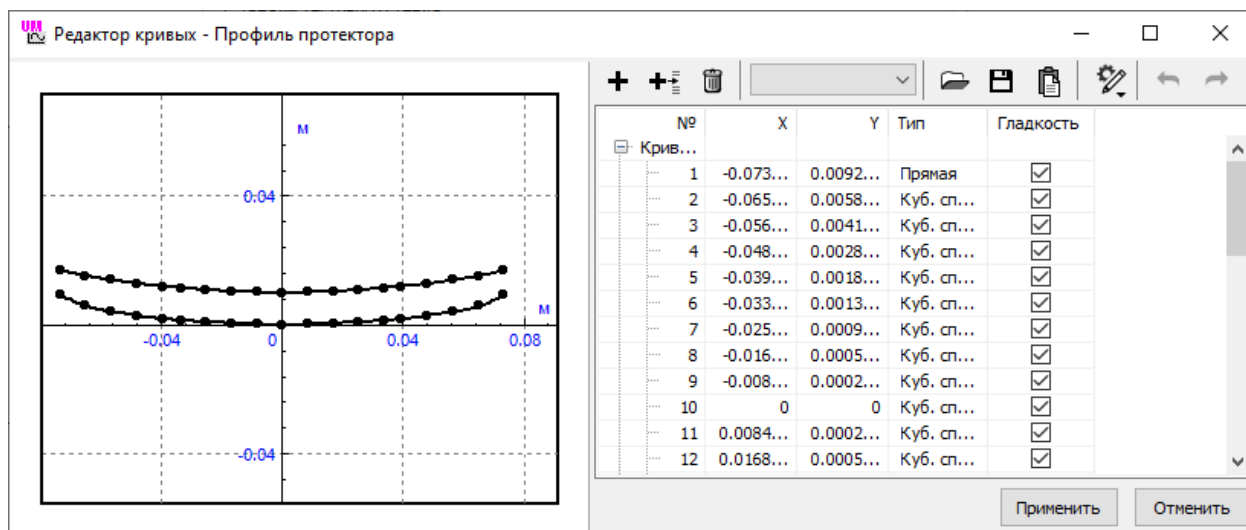 UM Редактор кривых - Профиль протектора
м
0.04
м
-0.04 0 0.04 0.08
-0.04
№ X Y Тип Гладкость
Крив...
1 -0.073... 0.0092... Прямая
2 -0.065... 0.0058... Куб. сп...
3 -0.056... 0.0041... Куб. сп...
4 -0.048... 0.0028... Куб. сп...
5 -0.039... 0.0018... Куб. сп...
6 -0.033... 0.0013... Куб. сп...
7 -0.025... 0.0009... Куб. сп...
8 -0.016... 0.0005... Куб. сп...
9 -0.008... 0.0002... Куб. сп...
10 0 0 Куб. сп...
11 0.0084... 0.0002... Куб. сп...
12 0.0168... 0.0005... Куб. сп...
Применить Отменить